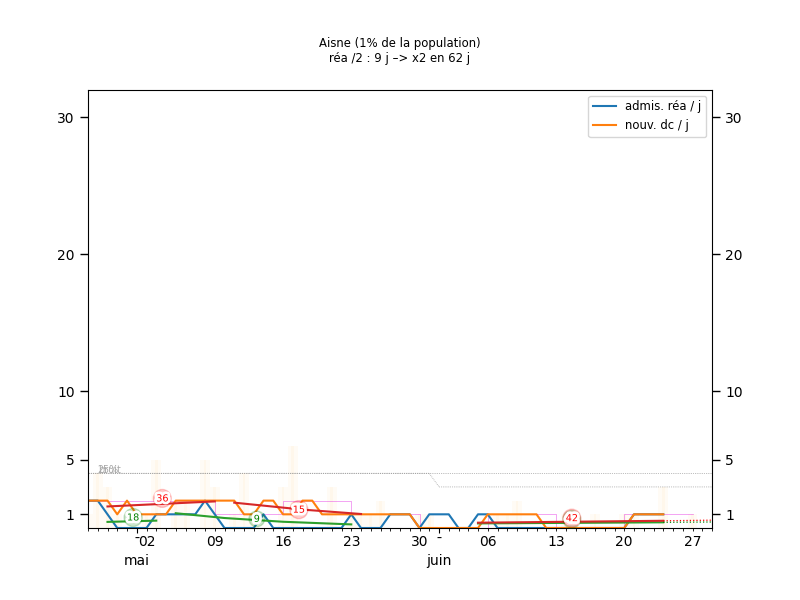 Aisne (1% de la population)
réa /2 : 9 j –> x2 en 62 j
admis. réa / j
nouv. dc / j
30 30
20 20
10 10
5 5
36
18
15
9
42
1 1
02 09 16 23 30 06 13 20 27
mai juin